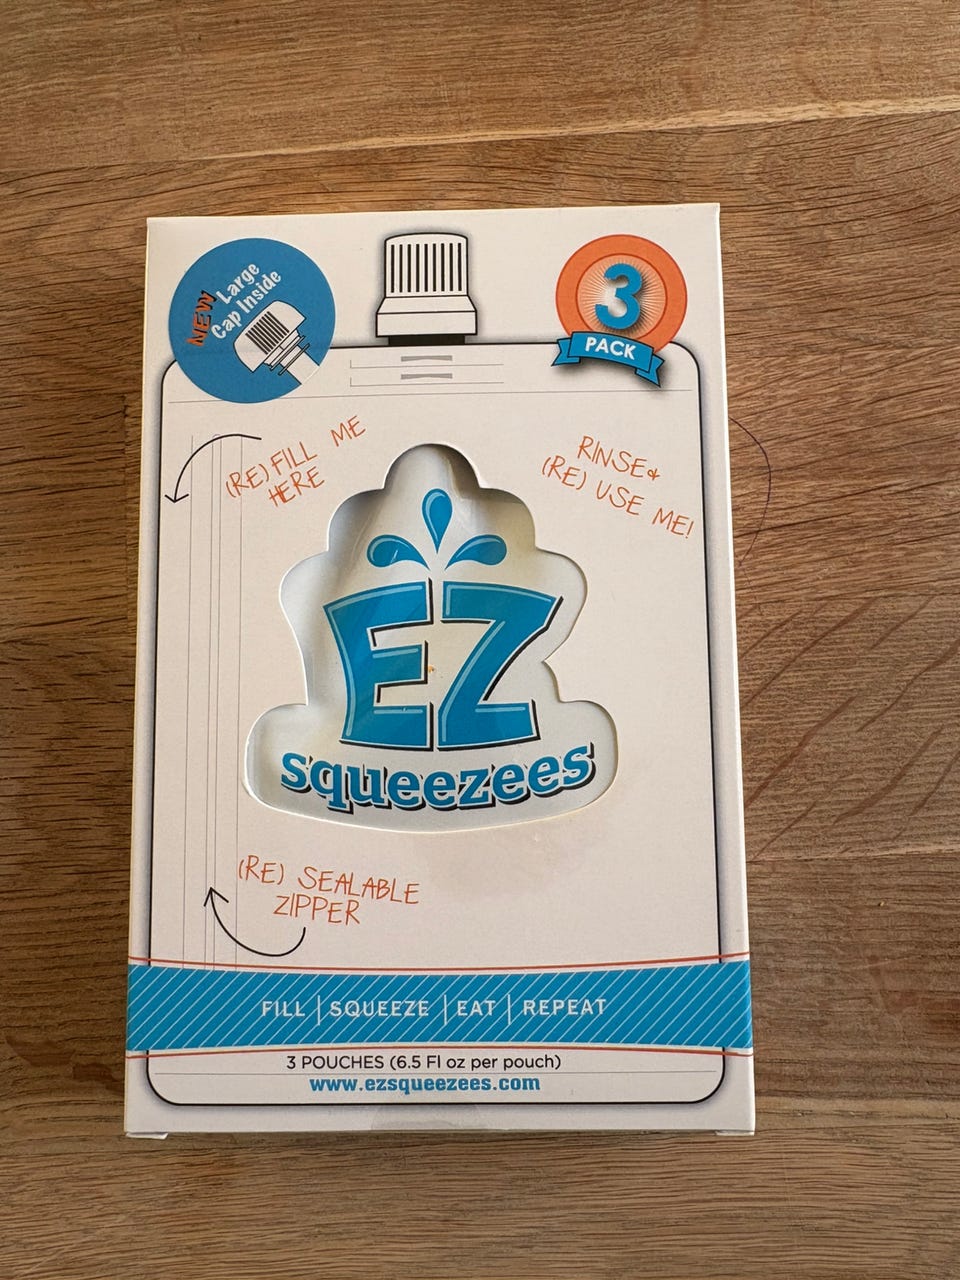 NEW Large
Cap Inside
3
PACK
(RE) FILL ME
HERE
RINSE &
(RE) USE ME!
EZ
squeezees
(RE) SEALABLE
ZIPPER
FILL | SQUEEZE | EAT | REPEAT
3 POUCHES (6.5 Fl oz per pouch)
www.ezsqueezees.com